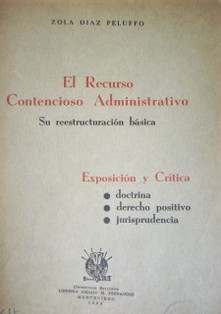 ZOLA DIAZ PELUFFO
El Recurso
Contencioso Administrativo
Su reestructuración básica
Exposición y Crítica
doctrina
derecho positivo
jurisprudencia
MONTEVIDEO